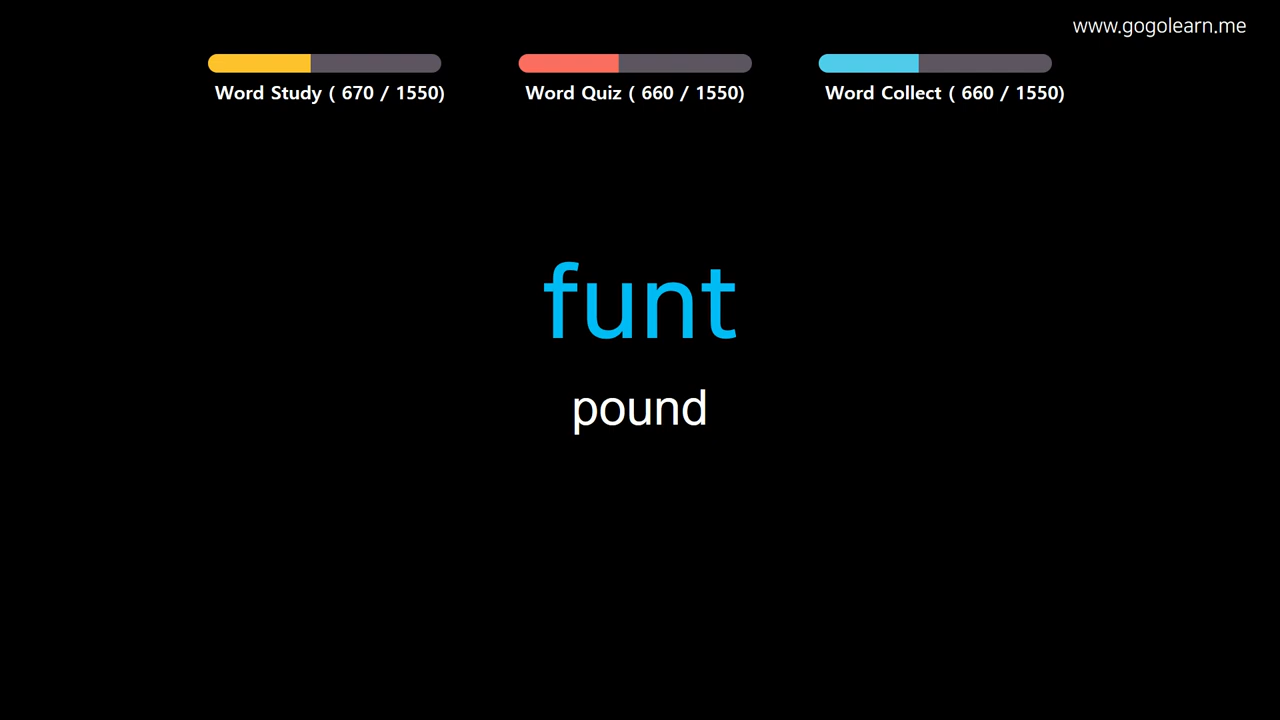 www.gogolearn.me
Word Study ( 670 / 1550)
Word Quiz ( 660 / 1550)
Word Collect ( 660 / 1550)
funt
pound